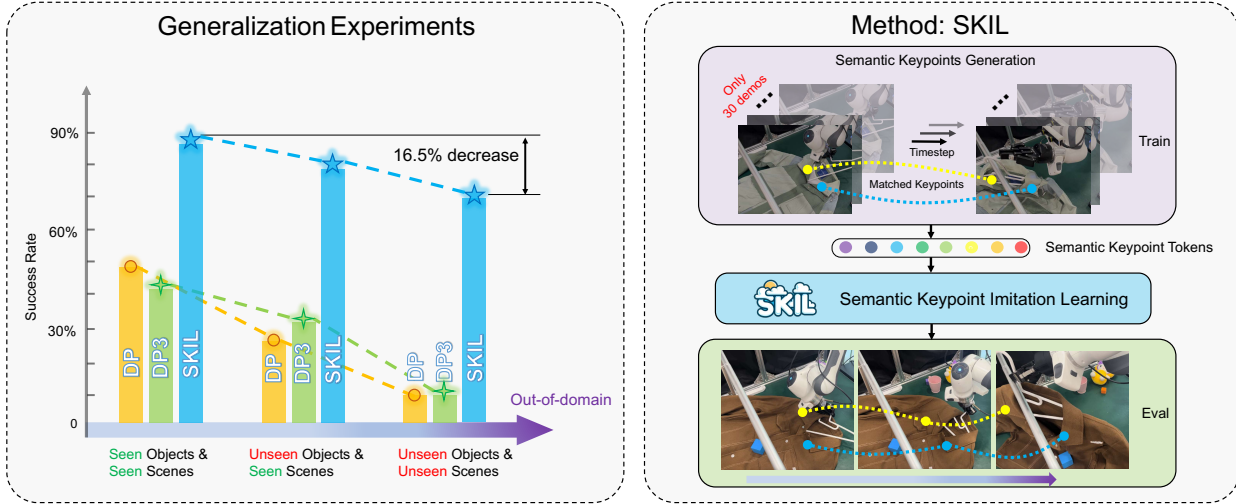 Generalization Experiments
90%
60%
30%
0
Success Rate
16.5% decrease
DP
DP3
SKIL
DP
DP3
SKIL
DP
DP3
SKIL
Out-of-domain
Seen Objects &
Seen Scenes
Unseen Objects &
Seen Scenes
Unseen Objects &
Unseen Scenes
Method: SKIL
Semantic Keypoints Generation
Only
30 demos
Timestep
Matched Keypoints
Train
Semantic Keypoint Tokens
SKIL
Semantic Keypoint Imitation Learning
Eval